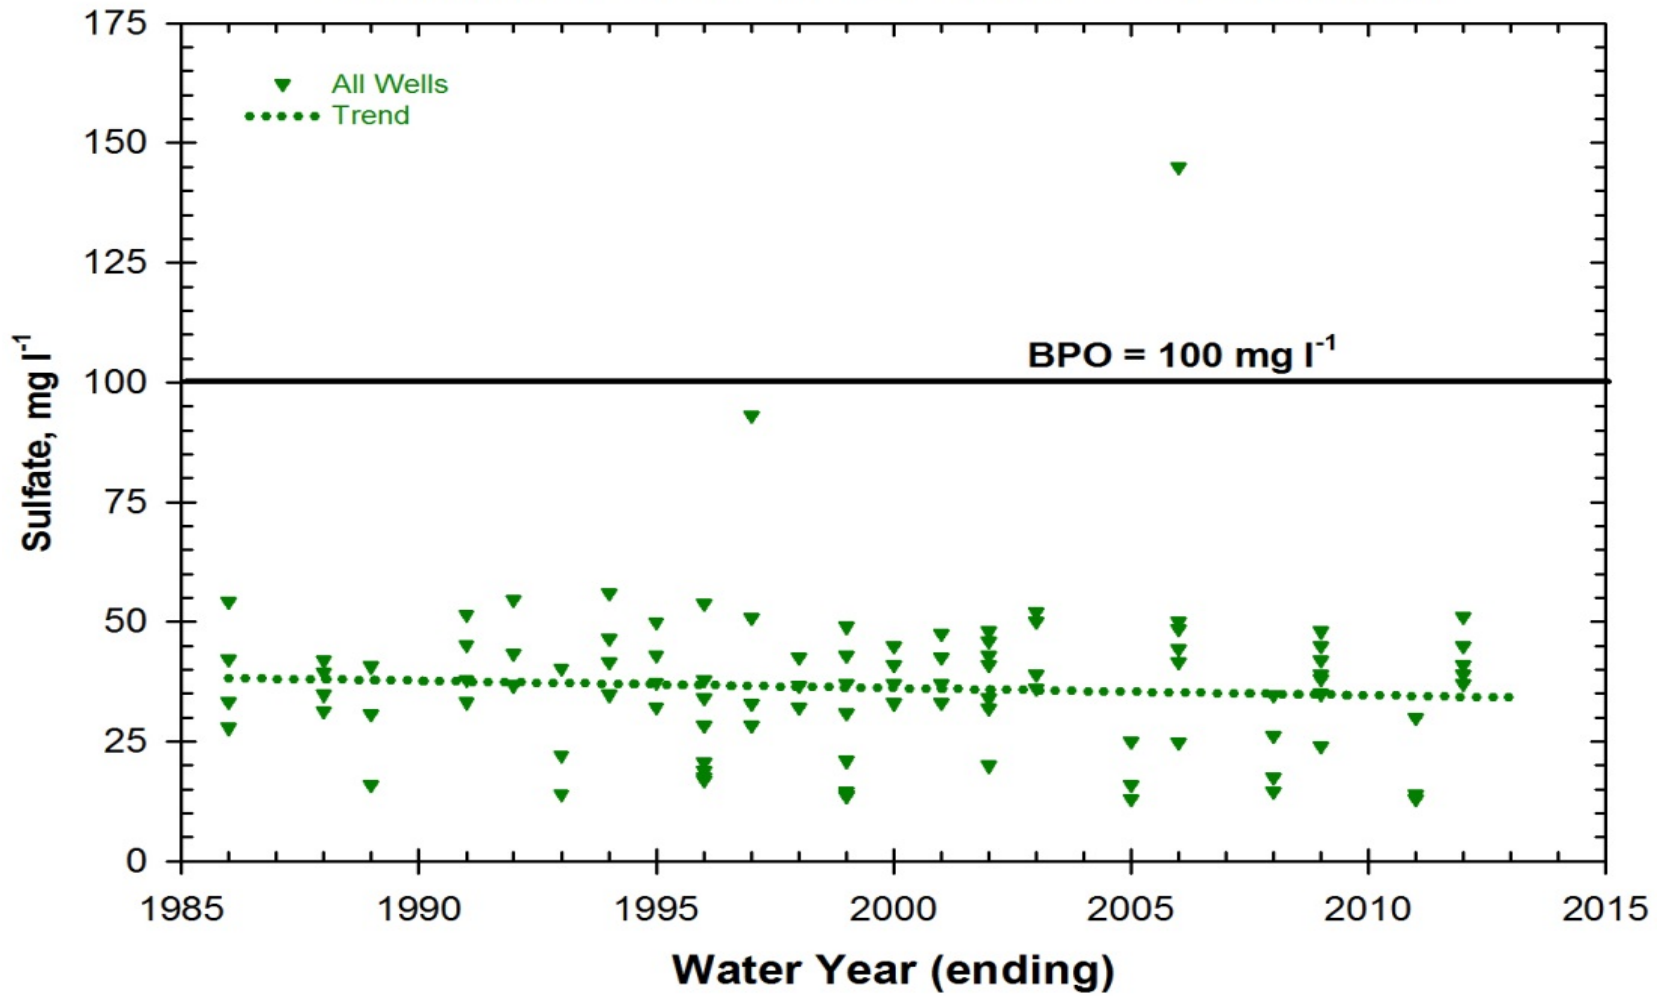 175
All Wells
Trend
150
125
BPO = 100 mg l⁻¹
100
75
50
25
0
Sulfate, mg l⁻¹
1985 1990 1995 2000 2005 2010 2015
Water Year (ending)